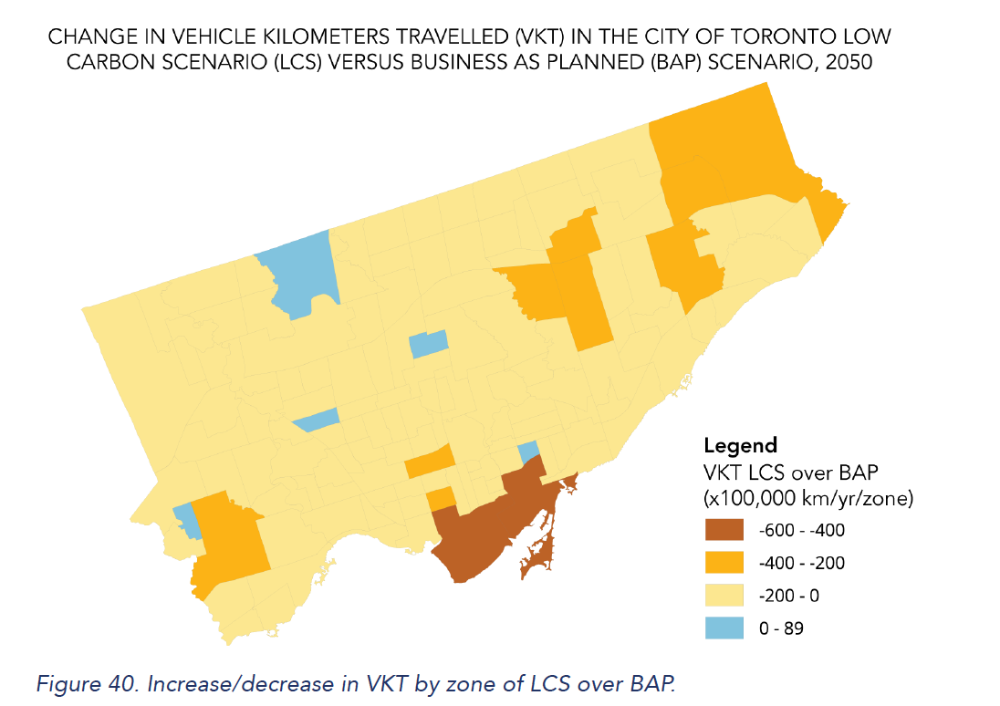 CHANGE IN VEHICLE KILOMETERS TRAVELLED (VKT) IN THE CITY OF TORONTO LOW
CARBON SCENARIO (LCS) VERSUS BUSINESS AS PLANNED (BAP) SCENARIO, 2050
Legend
VKT LCS over BAP
(x100,000 km/yr/zone)
-600 - -400
-400 - -200
-200 - 0
0 - 89
Figure 40. Increase/decrease in VKT by zone of LCS over BAP.